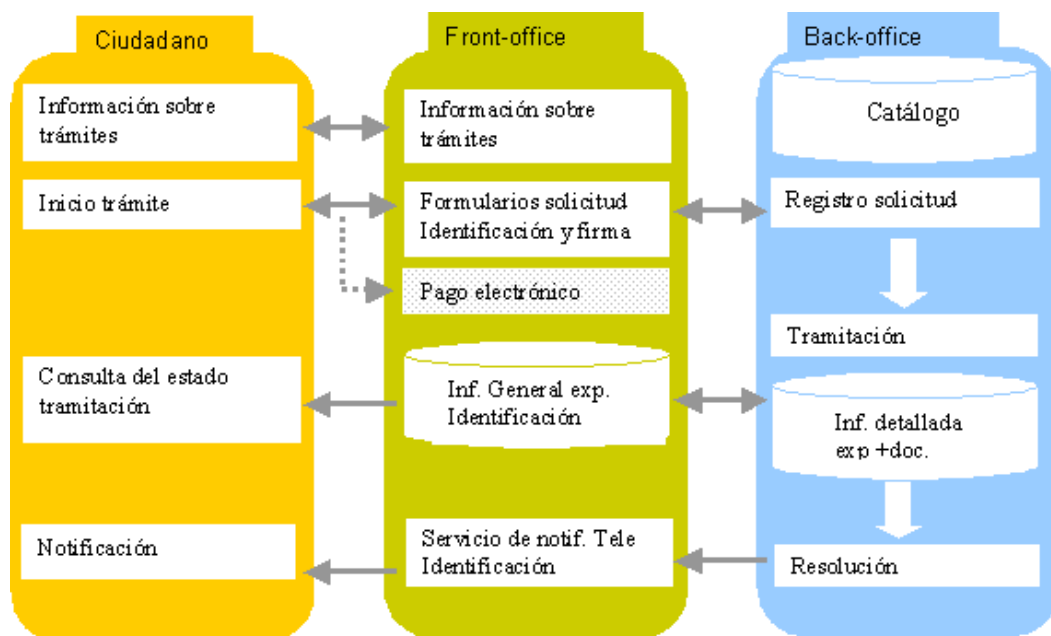 Ciudadano
Información sobre
trámites
Inicio trámite
Consulta del estado
tramitación
Notificación
Front-office
Información sobre
trámites
Formularios solicitud
Identificación y firma
Pago electrónico
Inf. General exp.
Identificación
Servicio de notif. Tele
Identificación
Back-office
Catálogo
Registro solicitud
Tramitación
Inf. detallada
exp +doc.
Resolución